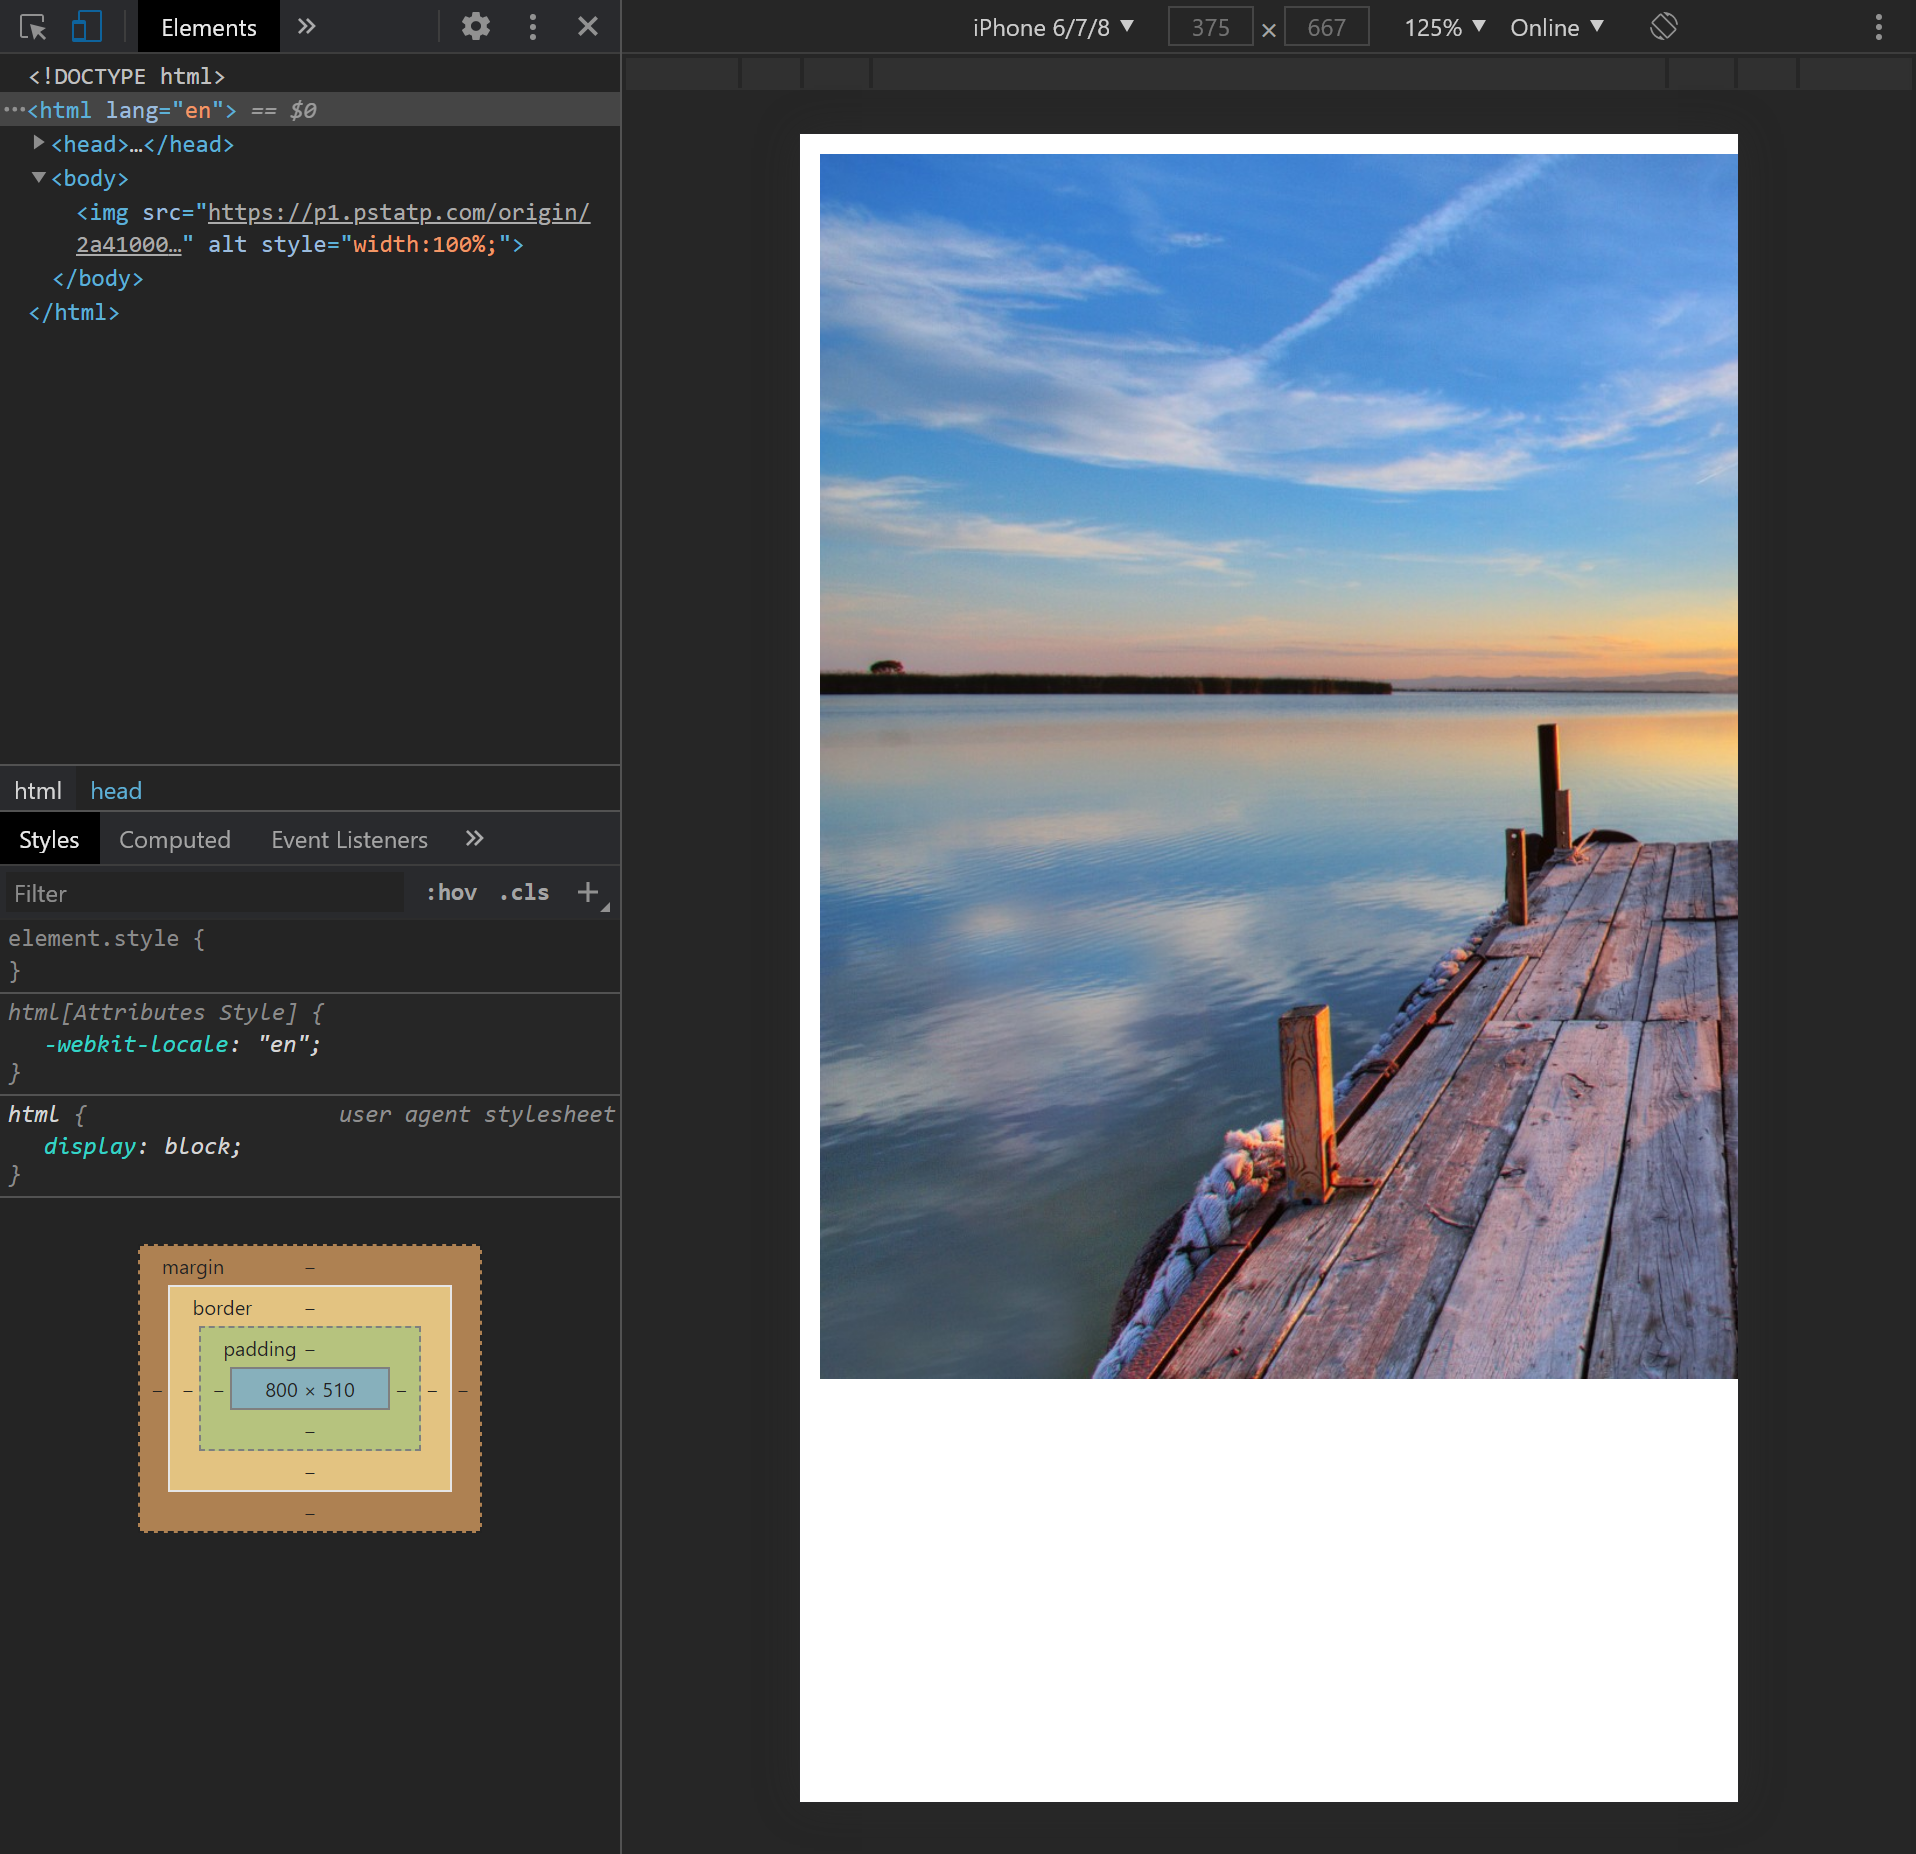 Elements
iPhone 6/7/8 ▼ 375 × 667 125% ▼ Online ▼
<!DOCTYPE html>
<html lang="en"> == $0
<head>…</head>
<body>
<img src="https://p1.pstatp.com/origin/
2a41000…" alt style="width:100%;">
</body>
</html>
html head
Styles Computed Event Listeners
Filter :hov .cls +
element.style {
}
html[Attributes Style] {
-webkit-locale: "en";
}
html { user agent stylesheet
display: block;
}
margin –
border –
padding –
– – – 800 × 510 – – –
–
–
–